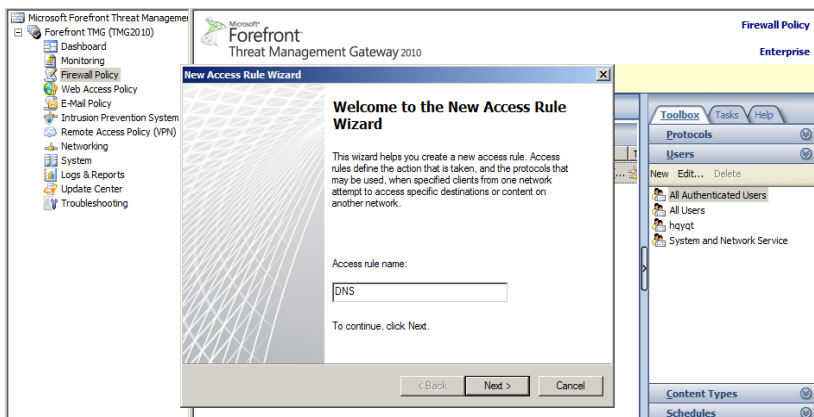 Microsoft Forefront Threat Manageme
Forefront TMG (TMG2010)
Dashboard
Monitoring
Firewall Policy
Web Access Policy
E-Mail Policy
Intrusion Prevention System
Remote Access Policy (VPN)
Networking
System
Logs & Reports
Update Center
Troubleshooting
Microsoft
Forefront
Threat Management Gateway 2010
Firewall Policy
Enterprise
New Access Rule Wizard
Welcome to the New Access Rule
Wizard
This wizard helps you create a new access rule. Access
rules define the action that is taken, and the protocols that
may be used, when specified clients from one network
attempt to access specific destinations or content on
another network.
Access rule name:
DNS
To continue, click Next.
< Back
Next >
Cancel
Toolbox
Tasks
Help
Protocols
Users
New
Edit...
Delete
All Authenticated Users
All Users
hqyqt
System and Network Service
Content Types
Schedules